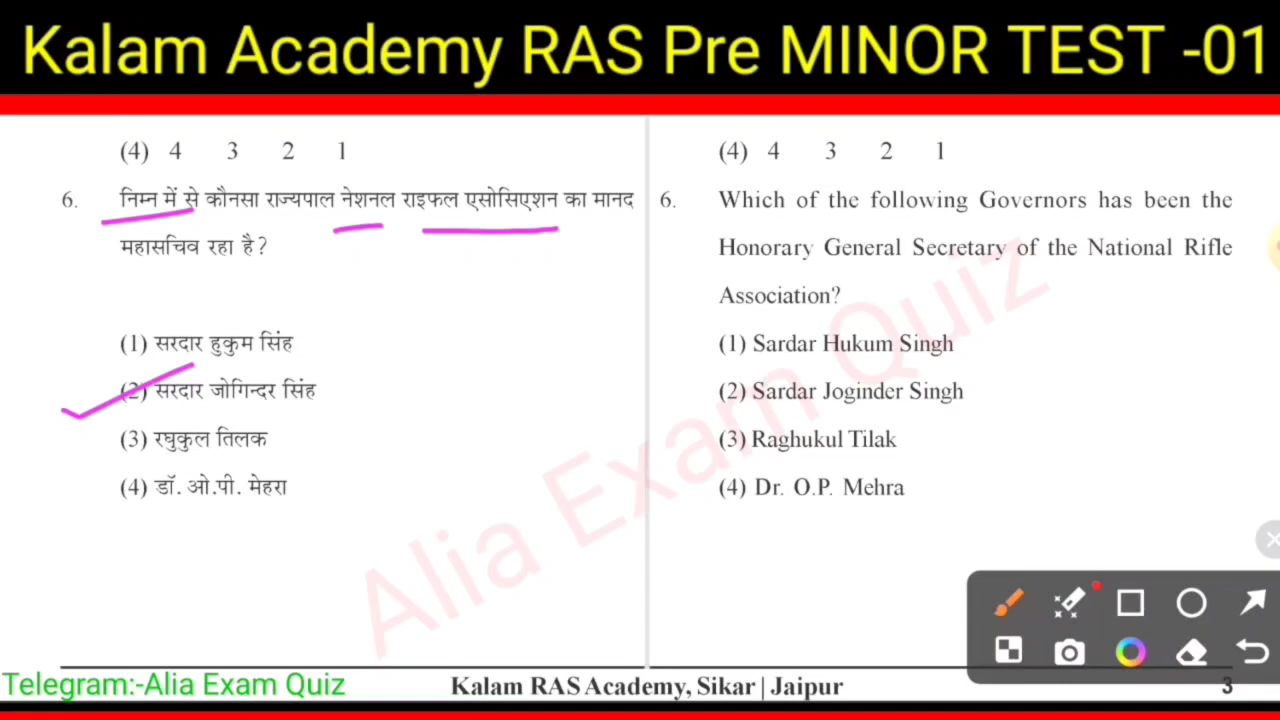 Kalam Academy RAS Pre MINOR TEST -01
(4) 4 3 2 1
6. निम्न में से कौनसा राज्यपाल नेशनल राइफल एसोसिएशन का मानद
महासचिव रहा है?
(1) सरदार हुकुम सिंह
(2) सरदार जोगिन्दर सिंह
(3) रघुकुल तिलक
(4) डॉ. ओ.पी. मेहरा
(4) 4 3 2 1
6. Which of the following Governors has been the
Honorary General Secretary of the National Rifle
Association?
(1) Sardar Hukum Singh
(2) Sardar Joginder Singh
(3) Raghukul Tilak
(4) Dr. O.P. Mehra
Alia Exam Quiz
Telegram:-Alia Exam Quiz
Kalam RAS Academy, Sikar | Jaipur
3